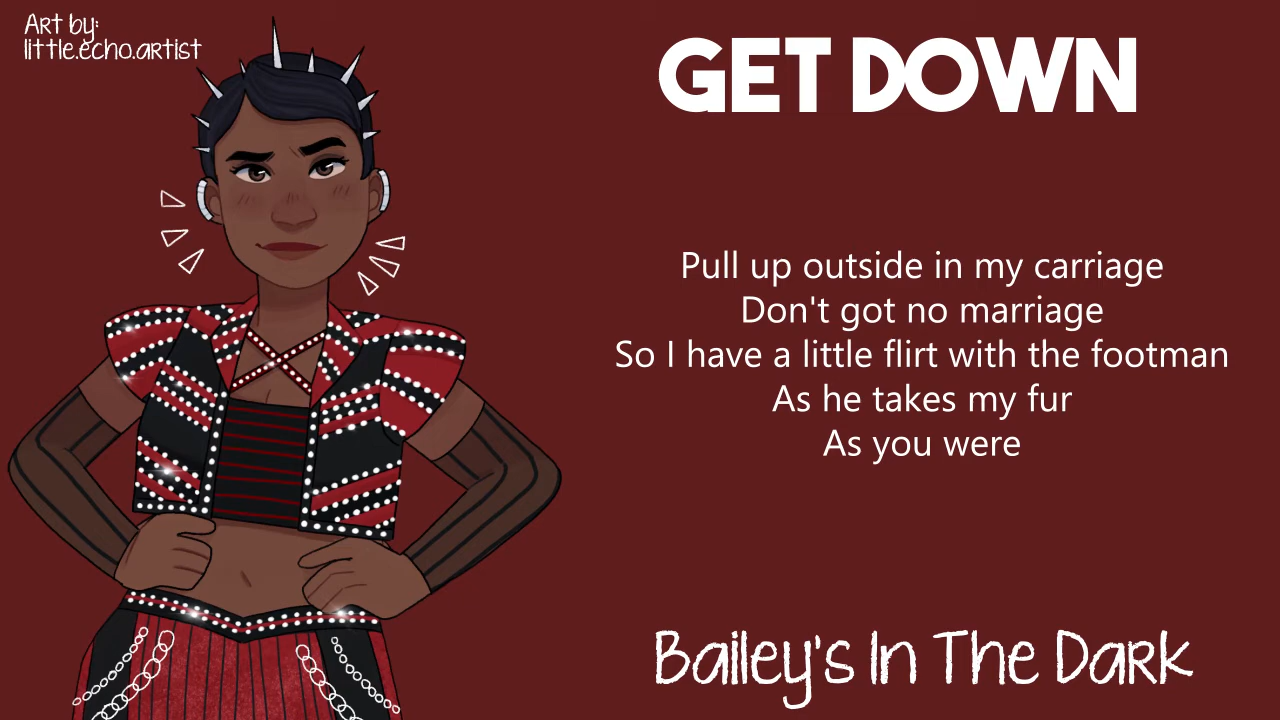 Art by:
little.echo.artist
GET DOWN
Pull up outside in my carriage
Don't got no marriage
So I have a little flirt with the footman
As he takes my fur
As you were
Bailey's In The Dark